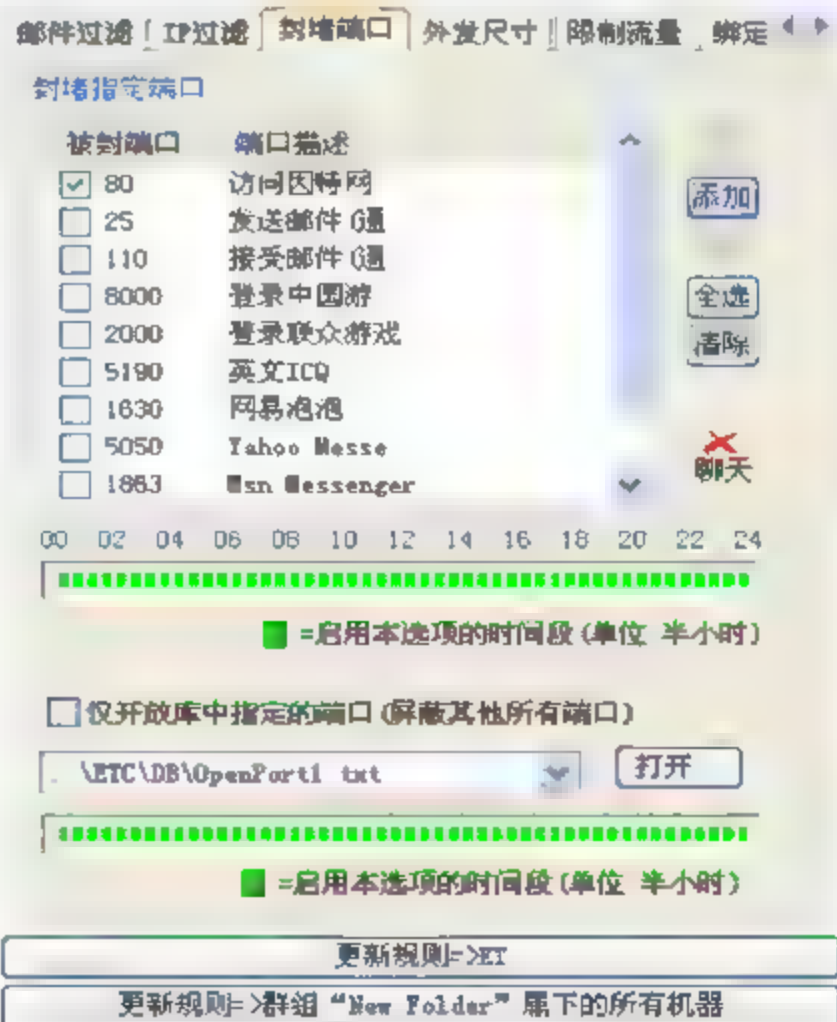 邮件过滤 IP过滤 封堵端口 外发尺寸 限制流量 绑定
封堵指定端口
被封端口 端口描述
80 访问因特网
添加
25 发送邮件(通
110 接受邮件(通
8000 登录中国游
全选
2000 登录联众游戏
清除
5190 英文ICQ
1630 网易泡泡
5050 Yahoo Messe
聊天
1863 Msn Messenger
00 02 04 06 08 10 12 14 16 18 20 22 24
=启用本选项的时间段(单位 半小时)
仅开放库中指定的端口(屏蔽其他所有端口)
.\ETC\DB\OpenPort1 txt 打开
=启用本选项的时间段(单位 半小时)
更新规则=>ET
更新规则=>群组“New Folder”属下的所有机器